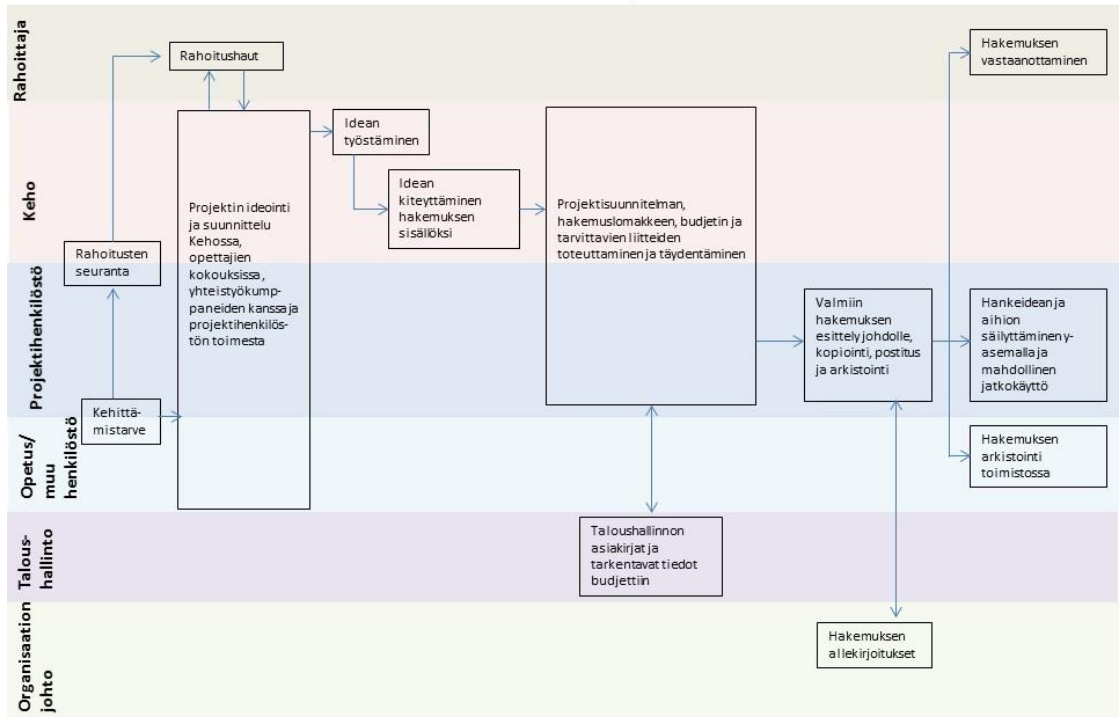 Rahoittaja
Rahoitushaut
Hakemuksen
vastaanottaminen
Keho
Idean
työstäminen
Idean
kiteyttäminen
hakemuksen
sisällöksi
Projektin ideointi
ja suunnittelu
Kehossa,
opettajien
kokouksissa,
yhteistyökump-
paneiden kanssa ja
projektihenkilös-
tön toimesta
Projektisuunnitelman,
hakemuslomakkeen, budjetin ja
tarvittavien liitteiden
toteuttaminen ja täydentäminen
Rahoitusten
seuranta
Projektihenkilöstö
Valmiin
hakemuksen
esittely johdolle,
kopiointi, postitus
ja arkistointi
Hankeidean ja
aihion
säilyttäminen y-
asemalla ja
mahdollinen
jatkokäyttö
Kehittä-
mistarve
Opetus/
muu
henkilöstö
Hakemuksen
arkistointi
toimistossa
Talous-
hallinto
Taloushallinnon
asiakirjat ja
tarkentavat tiedot
budjettiin
Organisaation
johto
Hakemuksen
allekirjoitukset